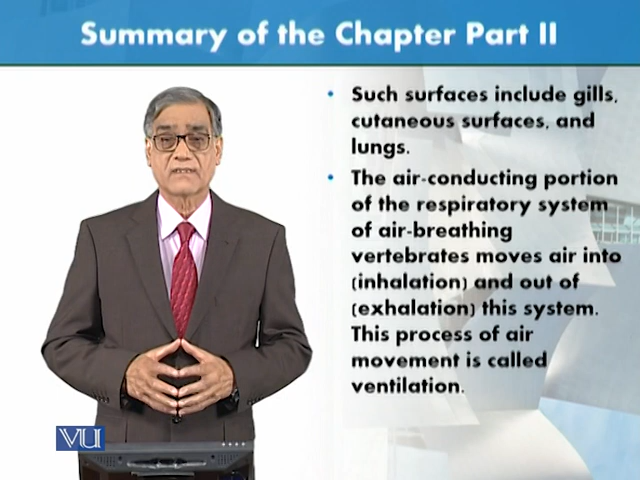 Summary of the Chapter Part II
• Such surfaces include gills,
cutaneous surfaces, and
lungs.
• The air-conducting portion
of the respiratory system
of air-breathing
vertebrates moves air into
(inhalation) and out of
(exhalation) this system.
This process of air
movement is called
ventilation.
VU